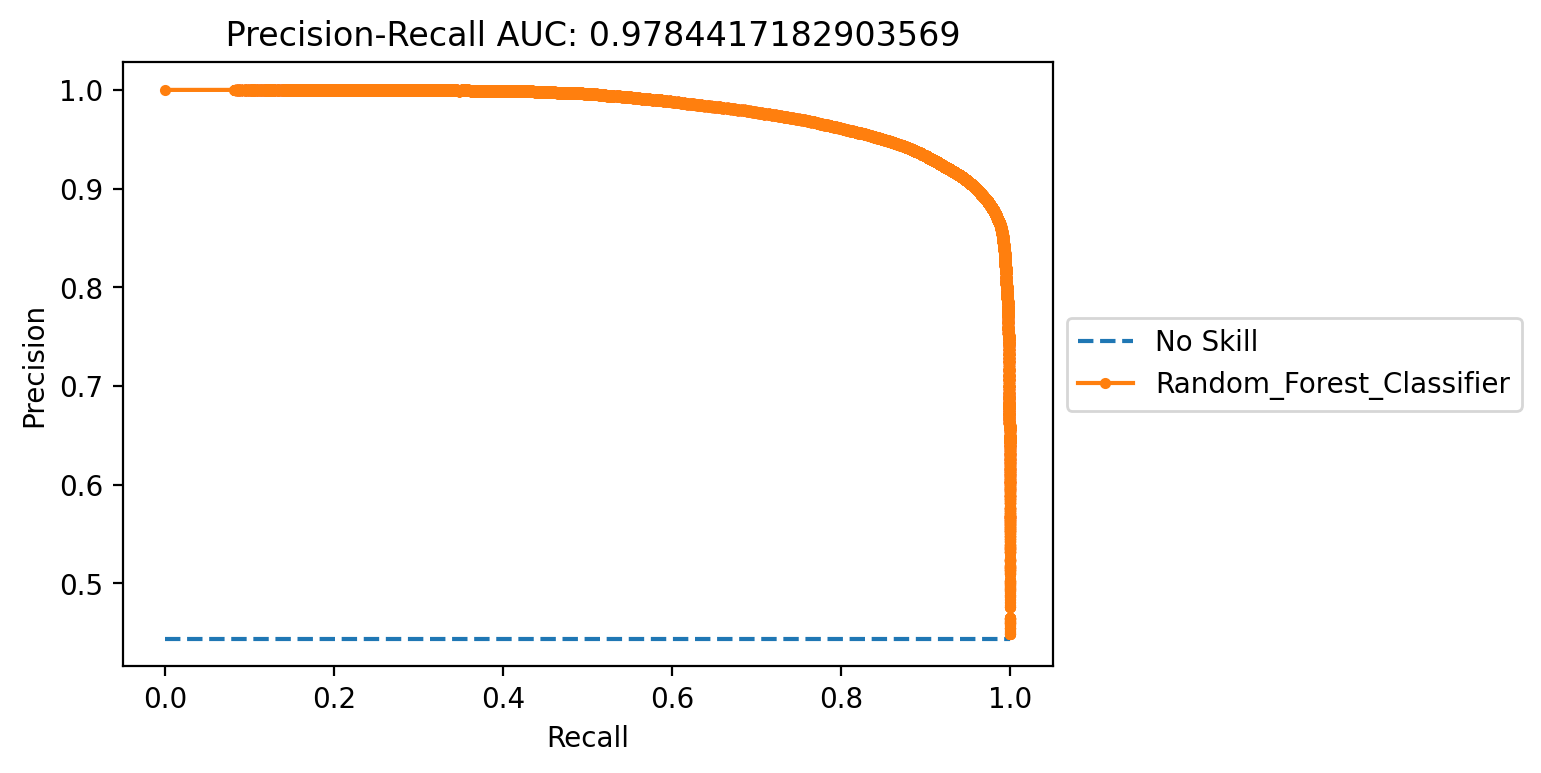 Precision-Recall AUC: 0.9784417182903569
1.0
0.9
0.8
0.7
0.6
0.5
Precision
0.0 0.2 0.4 0.6 0.8 1.0
Recall
No Skill
Random_Forest_Classifier